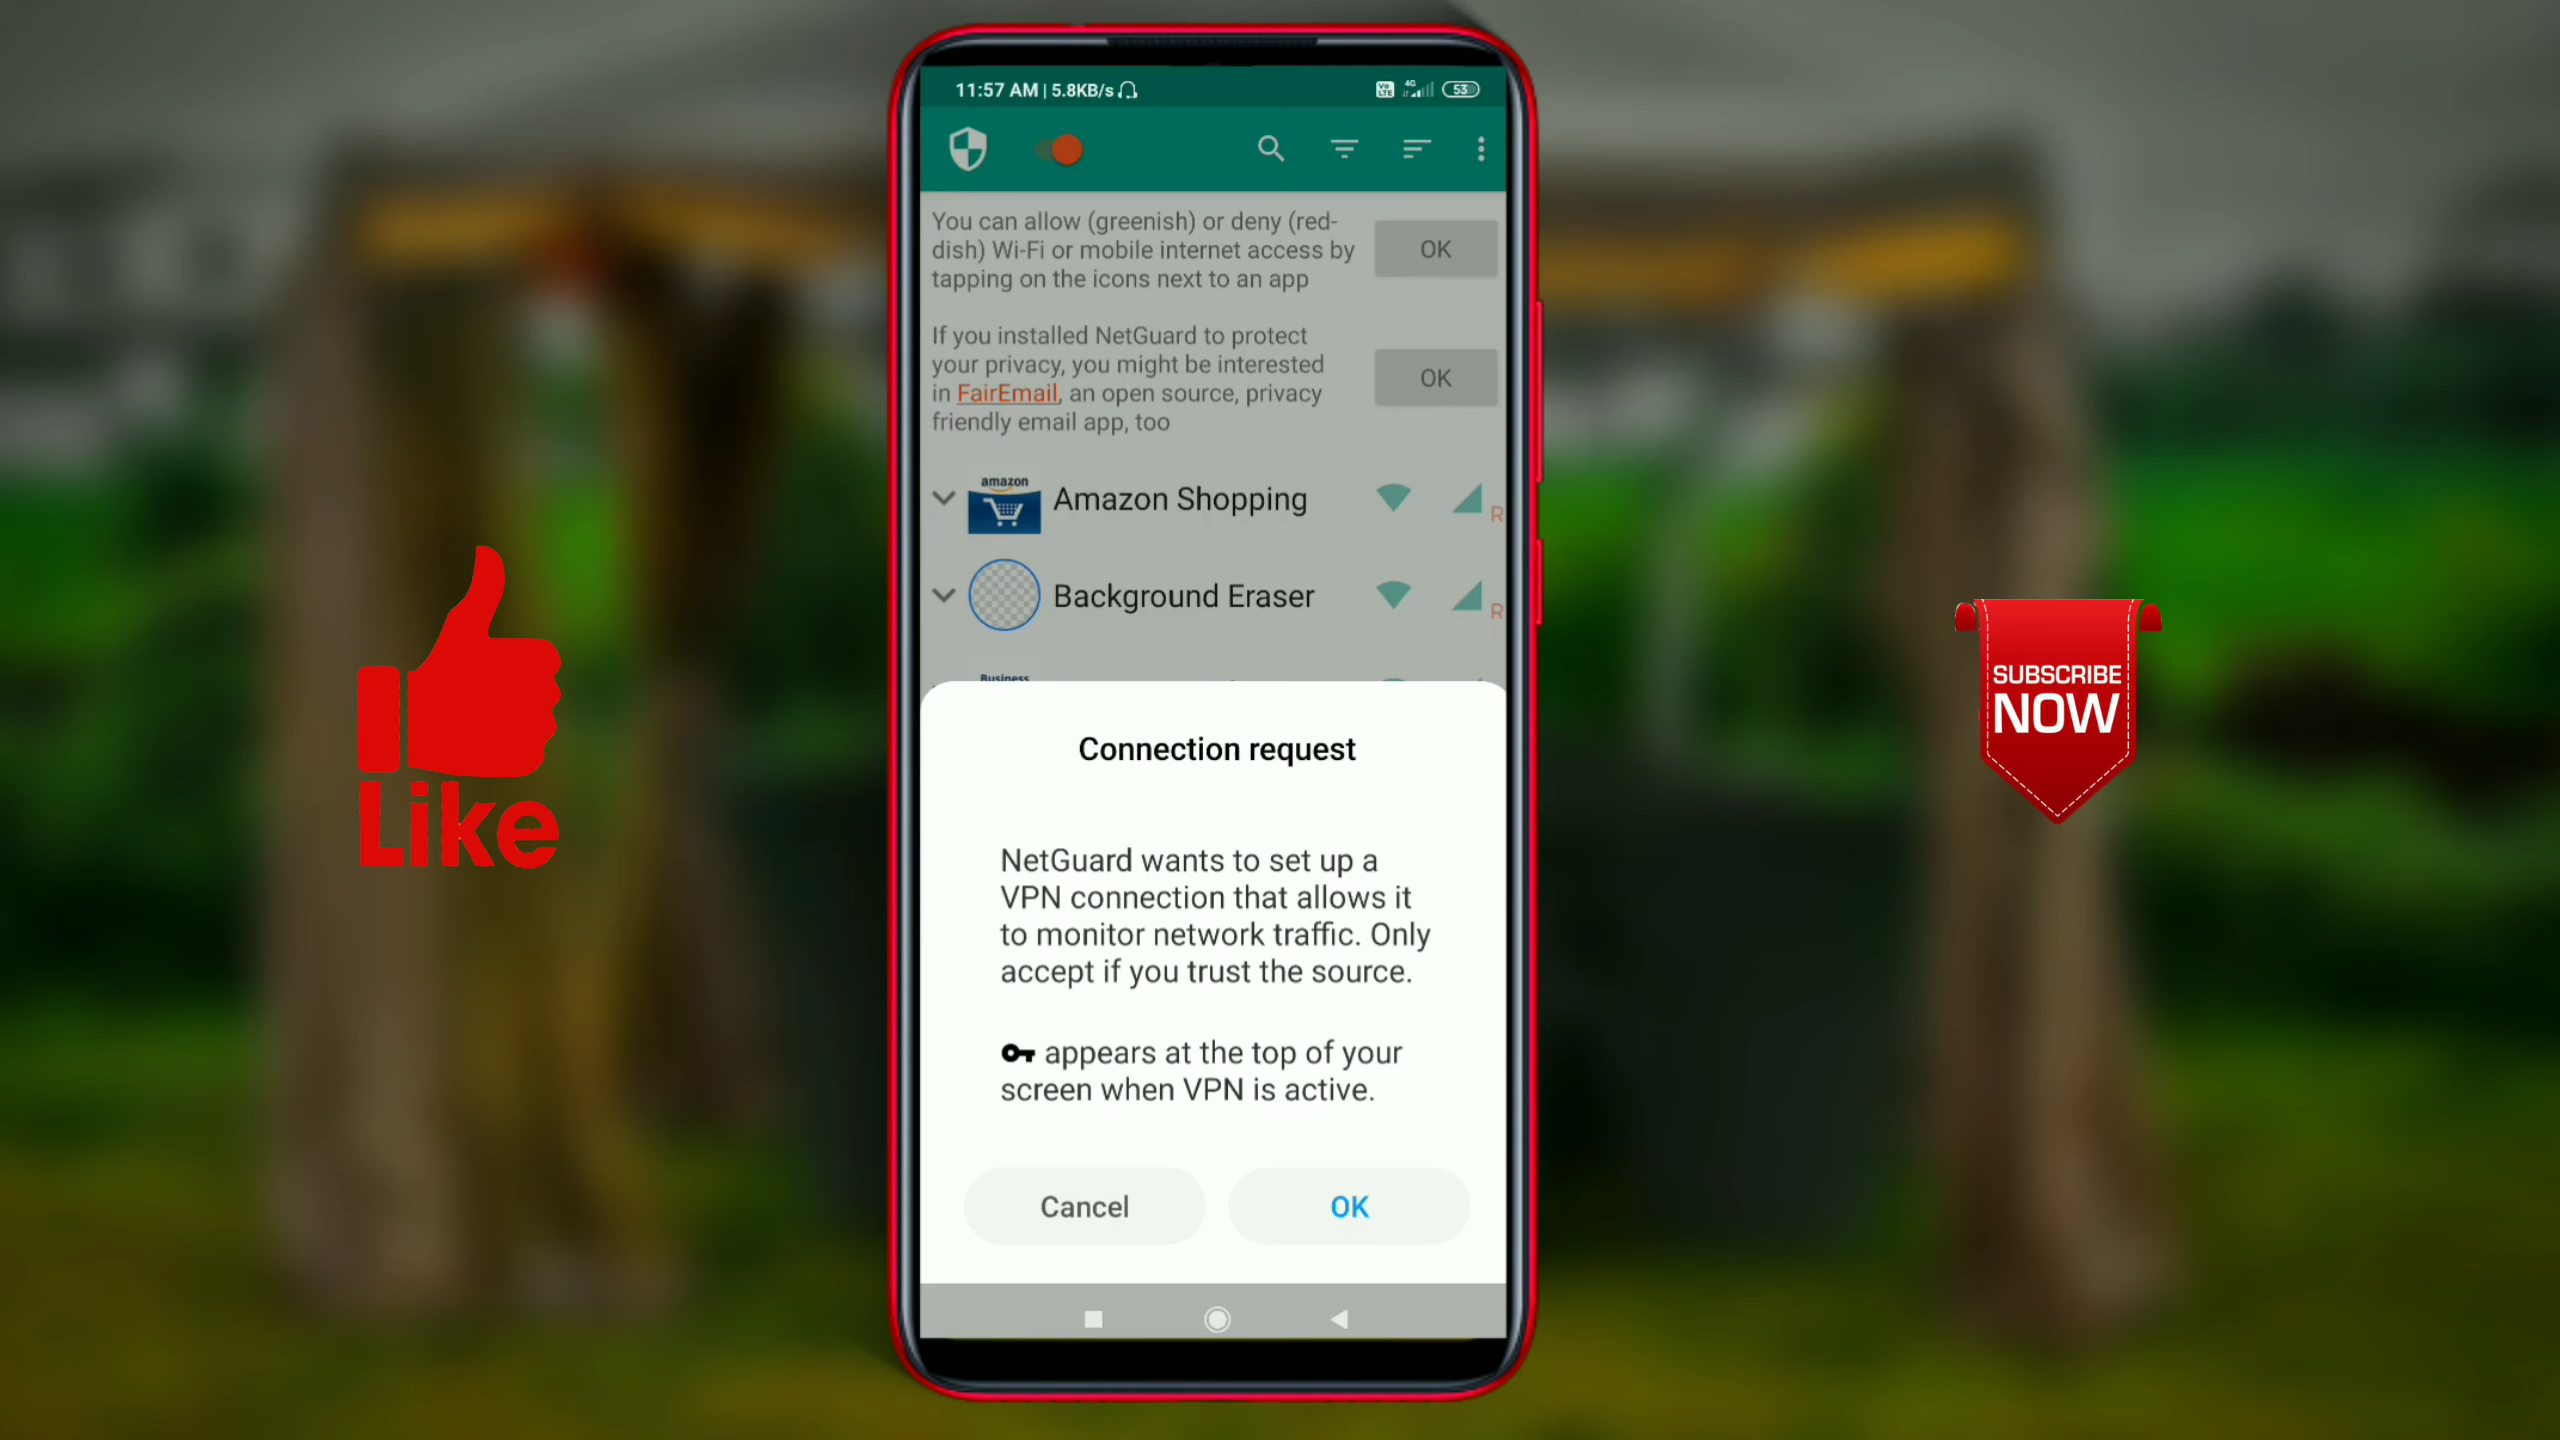 11:57 AM | 5.8KB/s
Vo
LTE
4G
53
You can allow (greenish) or deny (red-
dish) Wi-Fi or mobile internet access by
tapping on the icons next to an app
OK
If you installed NetGuard to protect
your privacy, you might be interested
in FairEmail, an open source, privacy
friendly email app, too
OK
amazon
Amazon Shopping
R
Background Eraser
R
Business
Connection request
NetGuard wants to set up a
VPN connection that allows it
to monitor network traffic. Only
accept if you trust the source.
appears at the top of your
screen when VPN is active.
Cancel
OK
Like
SUBSCRIBE
NOW